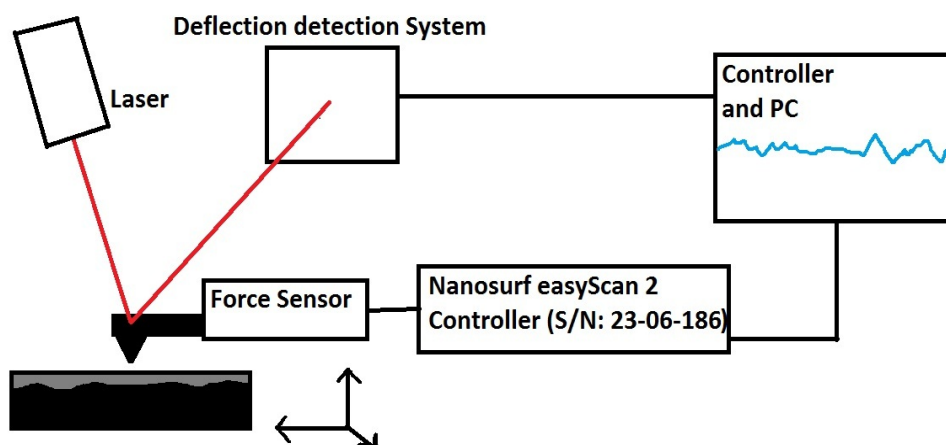 Deflection detection System
Laser
Controller
and PC
Force Sensor
Nanosurf easyScan 2
Controller (S/N: 23-06-186)